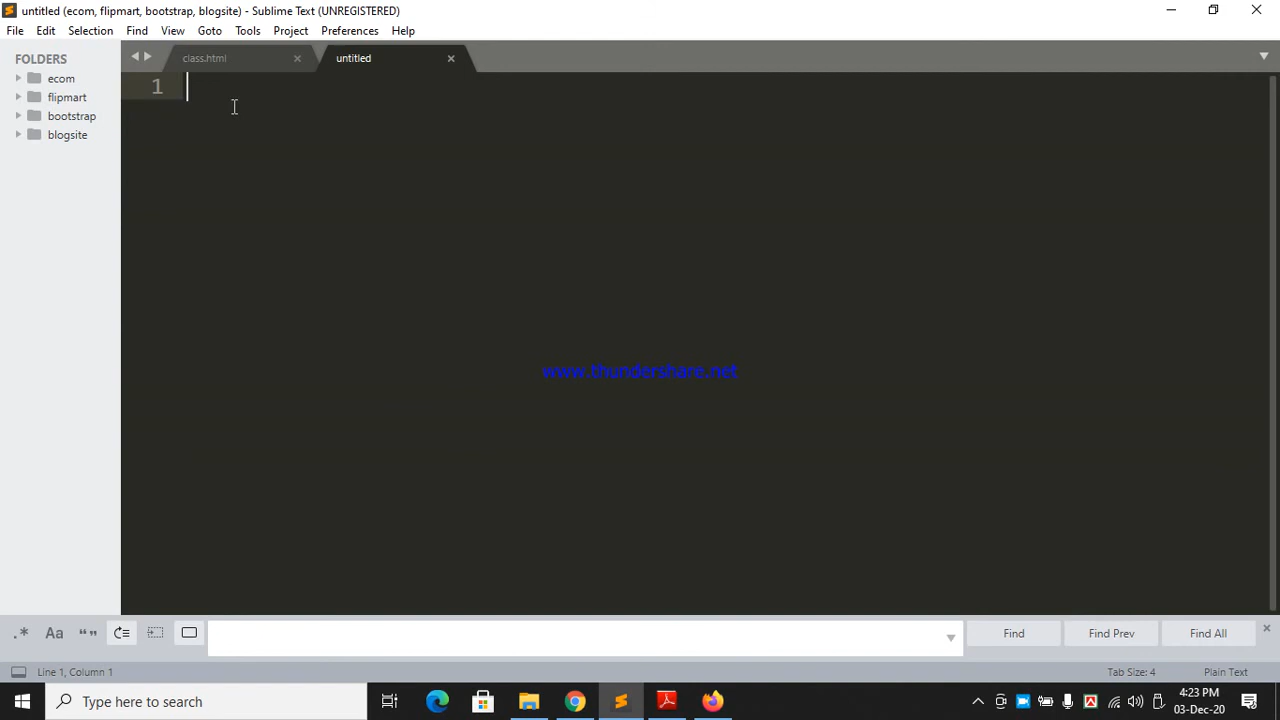 untitled (ecom, flipmart, bootstrap, blogsite) - Sublime Text (UNREGISTERED)
File Edit Selection Find View Goto Tools Project Preferences Help
FOLDERS
ecom
flipmart
bootstrap
blogsite
class.html untitled
1
www.thundershare.net
.* Aa “” Find Find Prev Find All
Line 1, Column 1 Tab Size: 4 Plain Text
Type here to search
4:23 PM
03-Dec-20